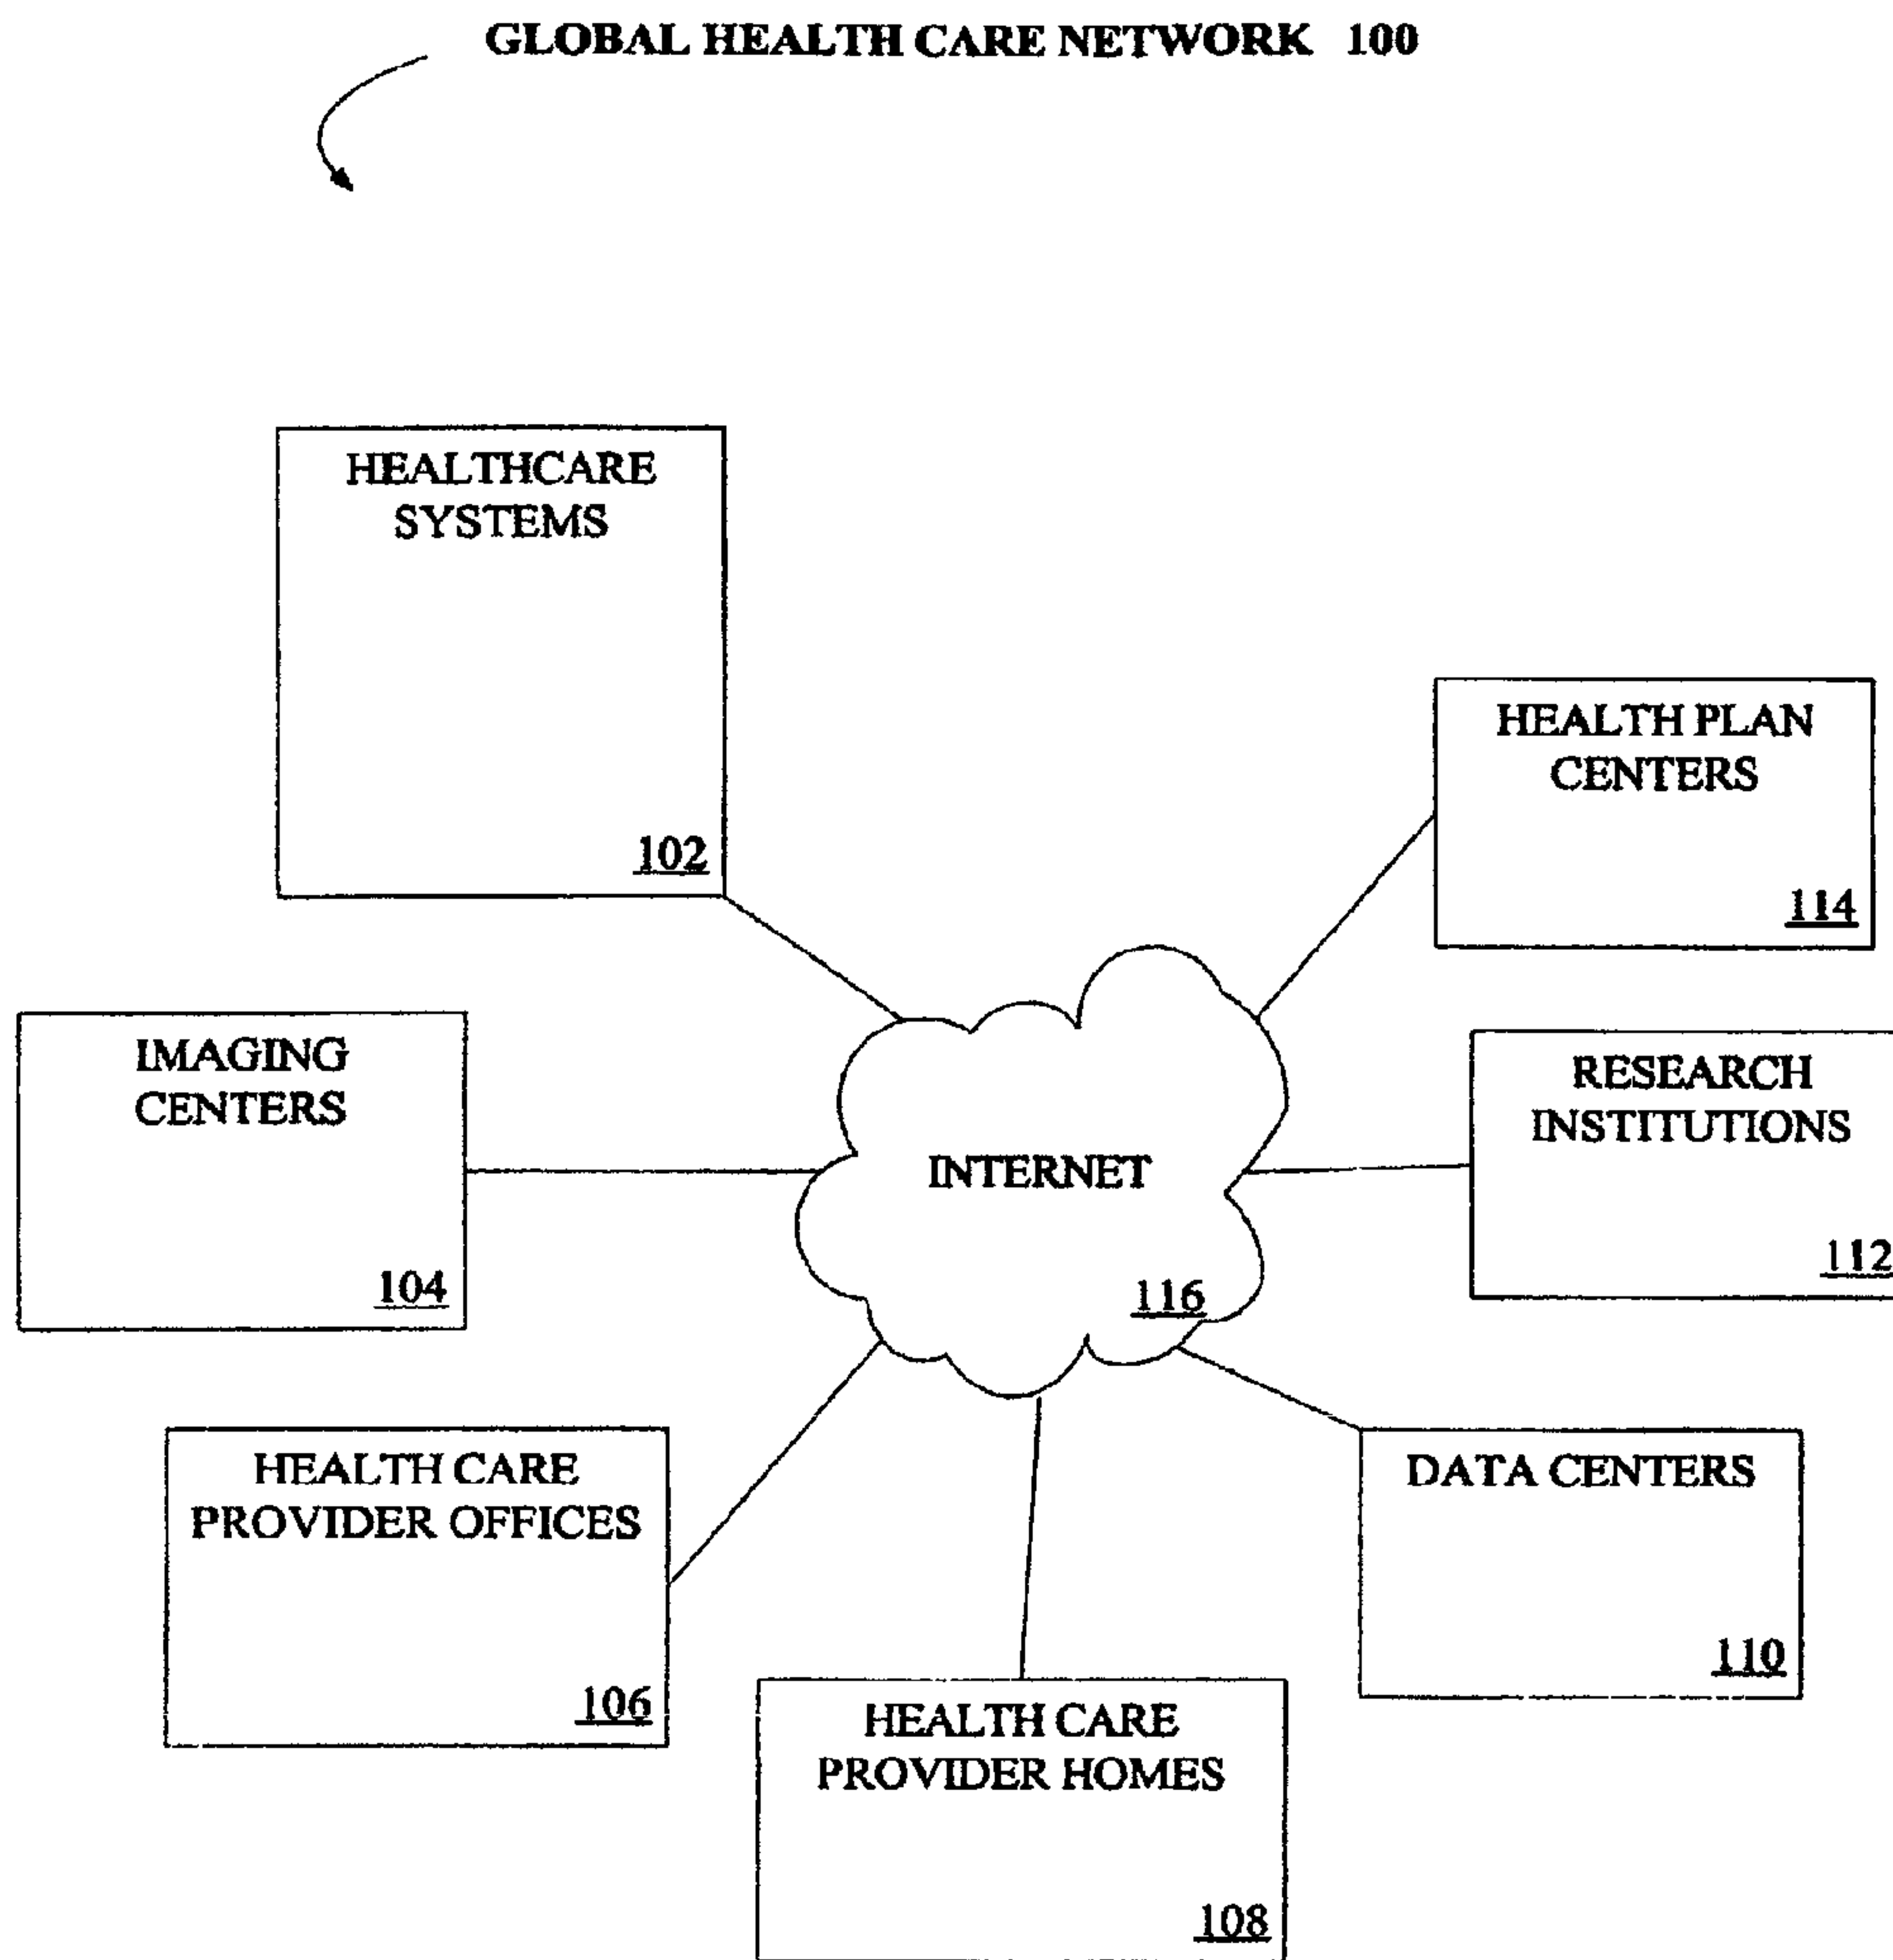 GLOBAL HEALTH CARE NETWORK 100
HEALTHCARE
SYSTEMS
102
HEALTH PLAN
CENTERS
114
IMAGING
CENTERS
104
RESEARCH
INSTITUTIONS
112
INTERNET
116
HEALTH CARE
PROVIDER OFFICES
106
DATA CENTERS
110
HEALTH CARE
PROVIDER HOMES
108